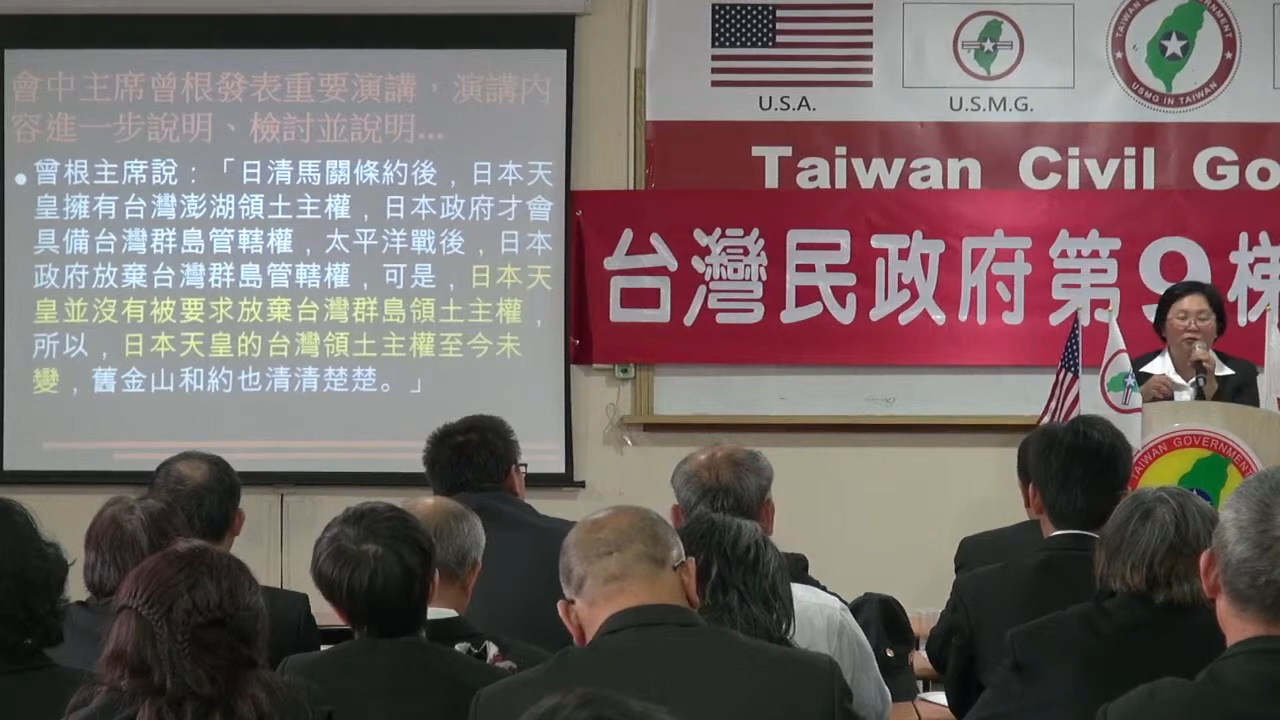 會中主席曾根發表重要演講，演講內
容進一步說明、檢討並說明...
曾根主席說：「日清馬關條約後，日本天
皇擁有台灣澎湖領土主權，日本政府才會
具備台灣群島管轄權，太平洋戰後，日本
政府放棄台灣群島管轄權，可是，日本天
皇並沒有被要求放棄台灣群島領土主權，
所以，日本天皇的台灣領土主權至今未
變，舊金山和約也清清楚楚。」
U.S.A.
U.S.M.G.
TAIWAN GOVERNMENT
USMG IN TAIWAN
Taiwan Civil Go
台灣民政府第9梯
TAIWAN GOVERNMENT